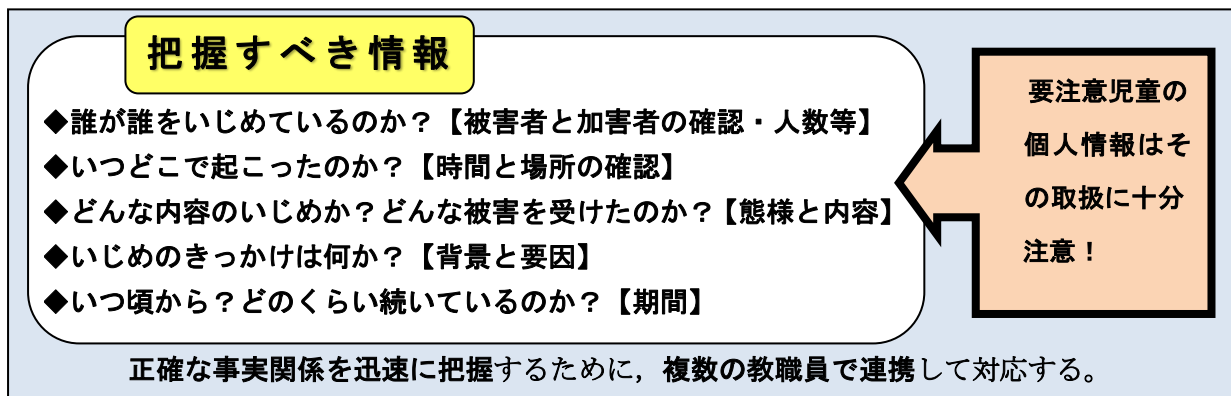 把握すべき情報
◆誰が誰をいじめているのか？【被害者と加害者の確認・人数等】
◆いつどこで起こったのか？【時間と場所の確認】
◆どんな内容のいじめか？どんな被害を受けたのか？【態様と内容】
◆いじめのきっかけは何か？【背景と要因】
◆いつ頃から？どのくらい続いているのか？【期間】
要注意児童の
個人情報はそ
の取扱に十分
注意！
正確な事実関係を迅速に把握するために，複数の教職員で連携して対応する。